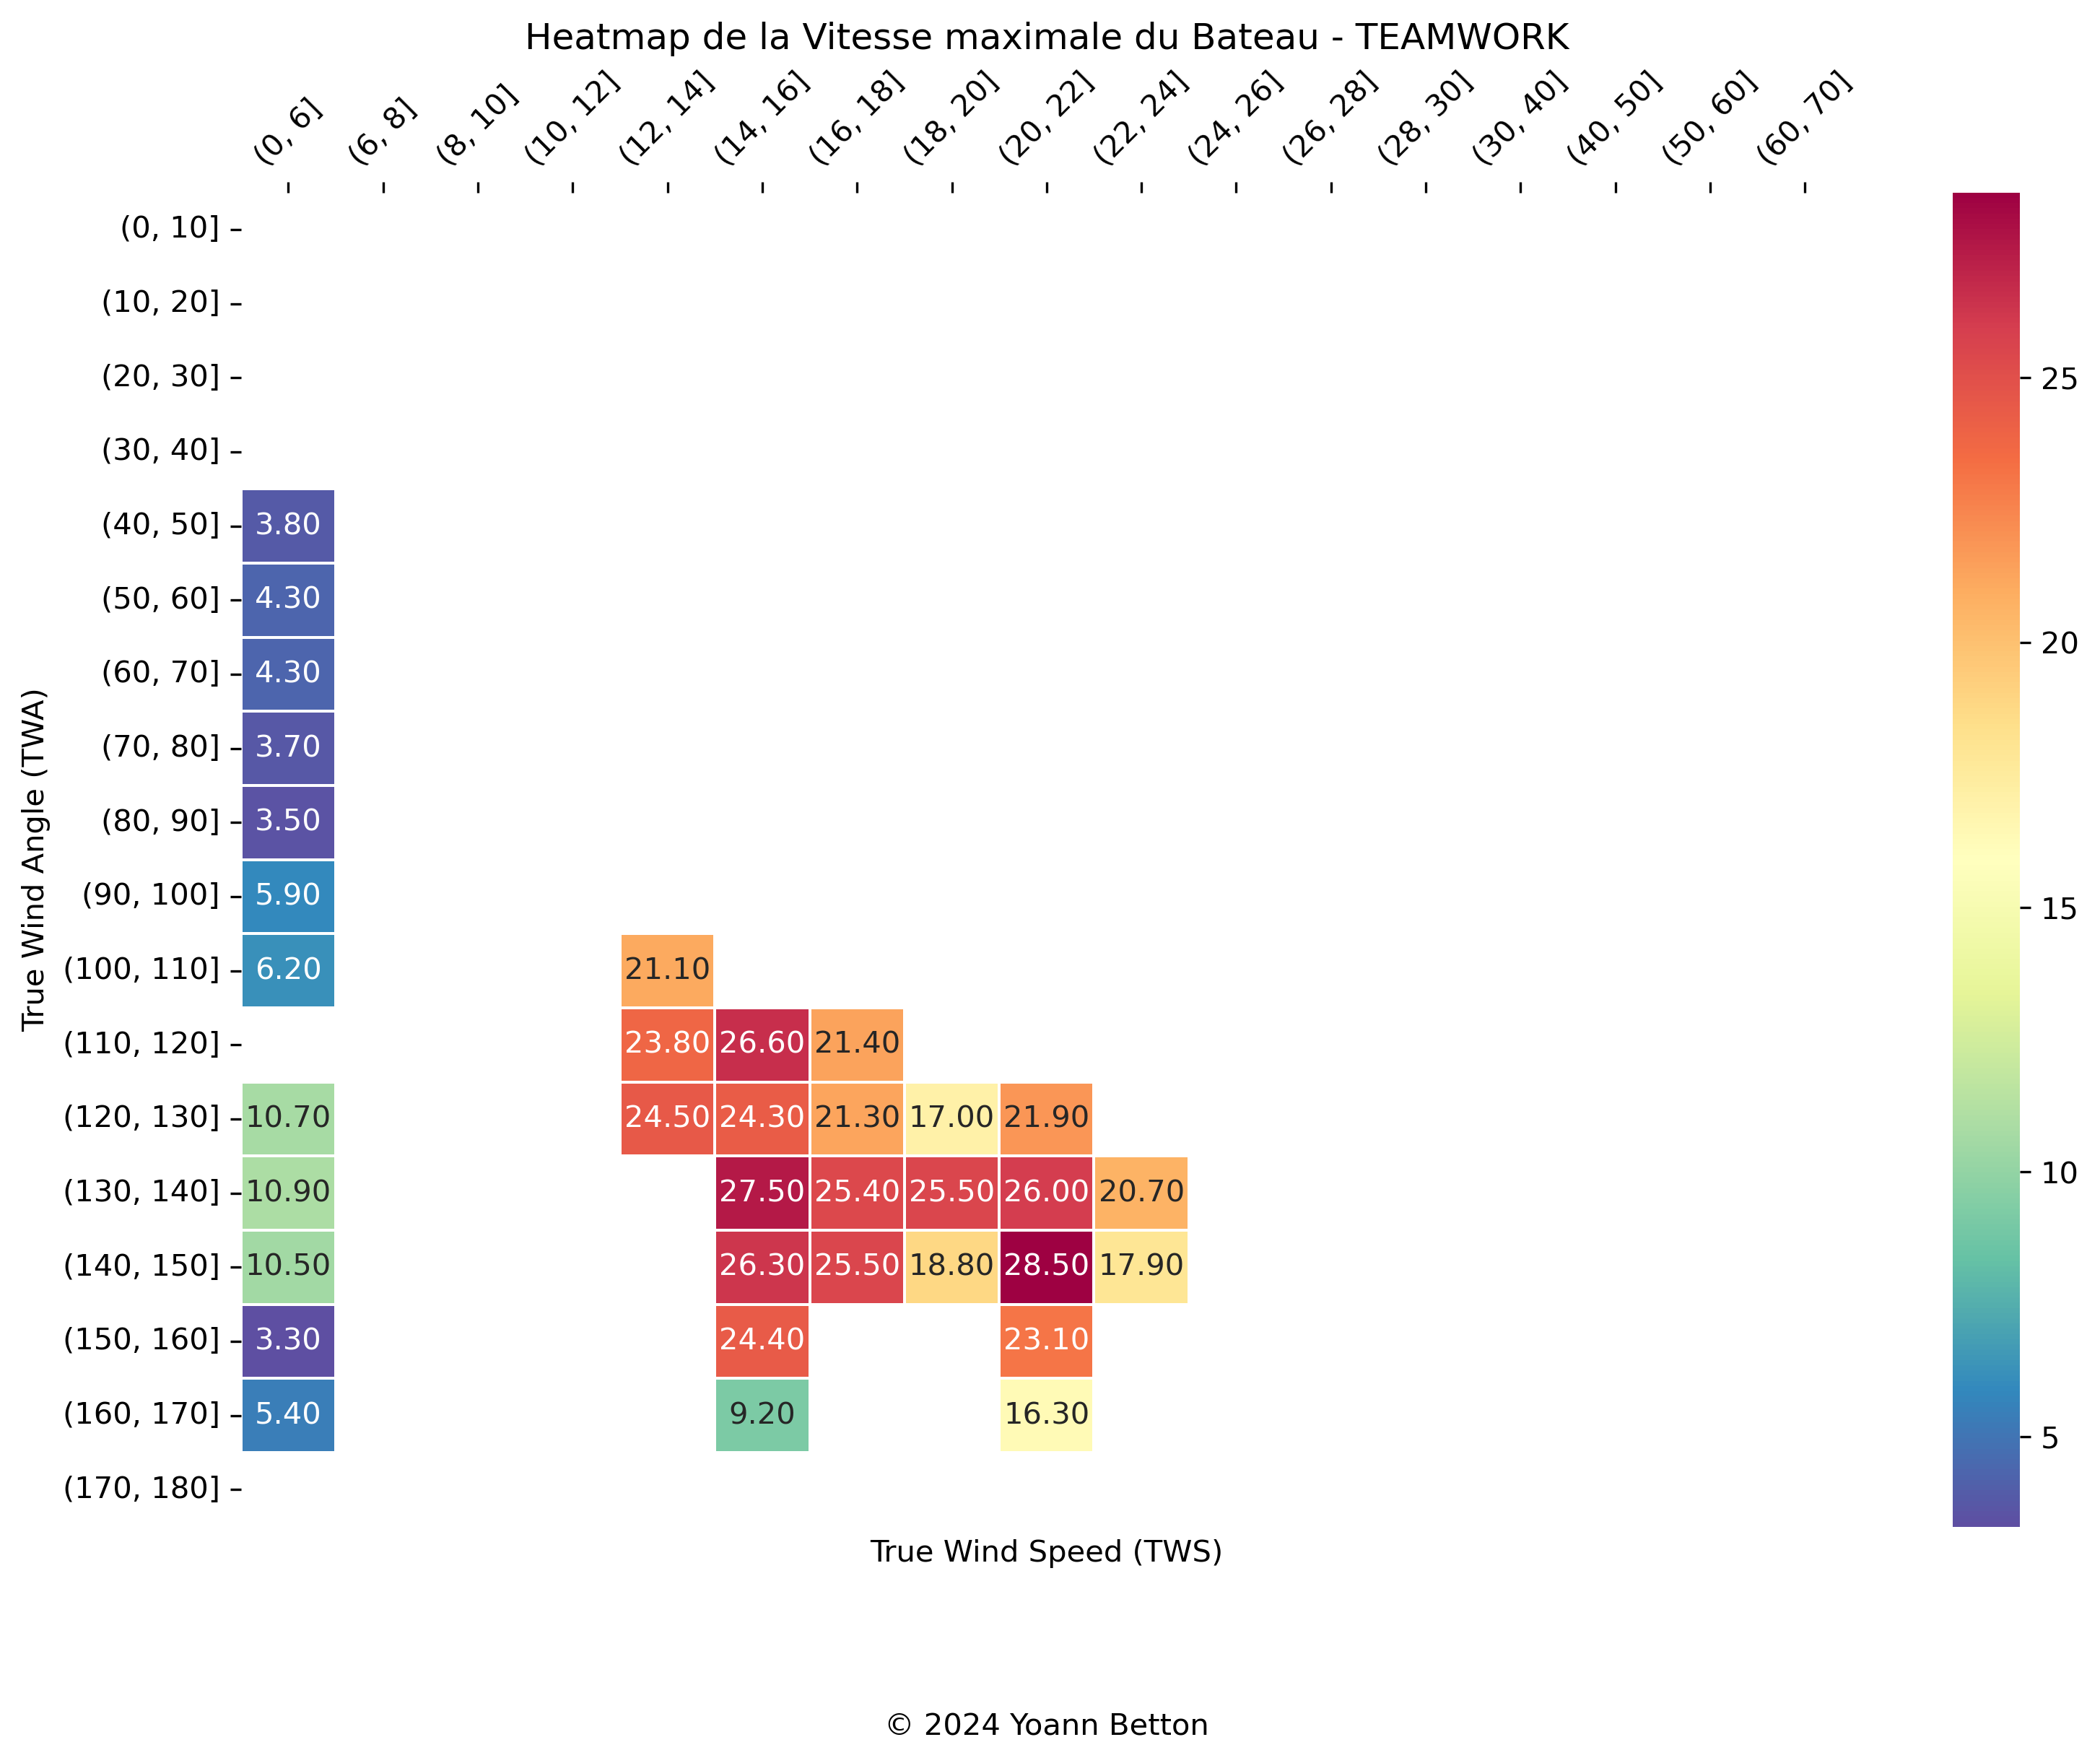 Heatmap de la Vitesse maximale du Bateau - TEAMWORK
(0, 6] (6, 8] (8, 10] (10, 12] (12, 14] (14, 16] (16, 18] (18, 20] (20, 22] (22, 24] (24, 26] (26, 28] (28, 30] (30, 40] (40, 50] (50, 60] (60, 70]
(0, 10]
(10, 20]
(20, 30] 25
(30, 40]
(40, 50] 3.80
(50, 60] 4.30
20
(60, 70] 4.30
(70, 80] 3.70
(80, 90] 3.50
(90, 100] 5.90
15
(100, 110] 6.20 21.10
(110, 120] 23.80 26.60 21.40
(120, 130] 10.70 24.50 24.30 21.30 17.00 21.90
10
(130, 140] 10.90 27.50 25.40 25.50 26.00 20.70
(140, 150] 10.50 26.30 25.50 18.80 28.50 17.90
(150, 160] 3.30 24.40 23.10
(160, 170] 5.40 9.20 16.30
5
(170, 180]
True Wind Angle (TWA)
True Wind Speed (TWS)
© 2024 Yoann Betton